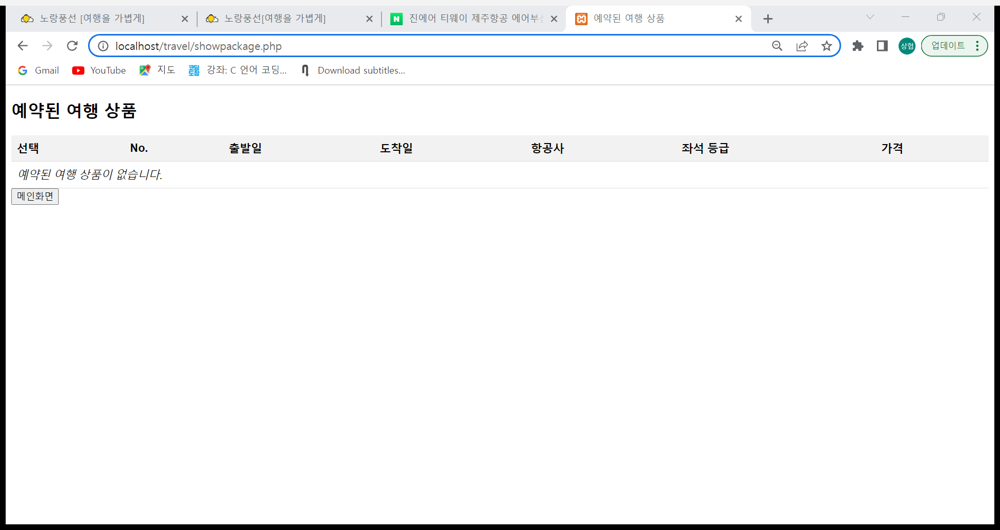 노랑풍선 [여행을 가볍게]
노랑풍선[여행을 가볍게]
진에어 티웨이 제주항공 에어부산
예약된 여행 상품
localhost/travel/showpackage.php
상협
업데이트
Gmail
YouTube
지도
코딩도장
강좌: C 언어 코딩...
Download subtitles...
예약된 여행 상품
선택 No. 출발일 도착일 항공사 좌석 등급 가격
예약된 여행 상품이 없습니다.
메인화면